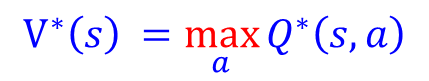 V*(s) = max Q*(s, a)
a